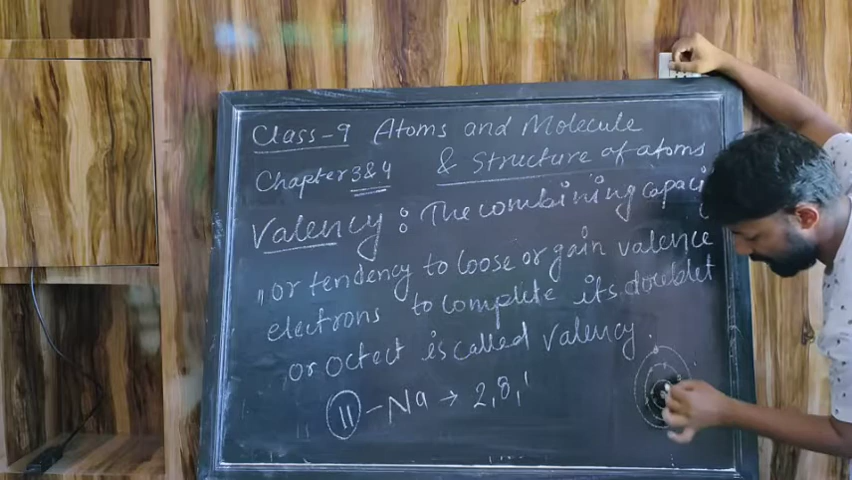 Class-9 Atoms and Molecule
Chapter 3&4 & Structure of atoms
Valency : The combining capaci
or tendency to loose or gain valence
electrons to complete its doublet
or octect is called valency.
11 - Na → 2,8,1